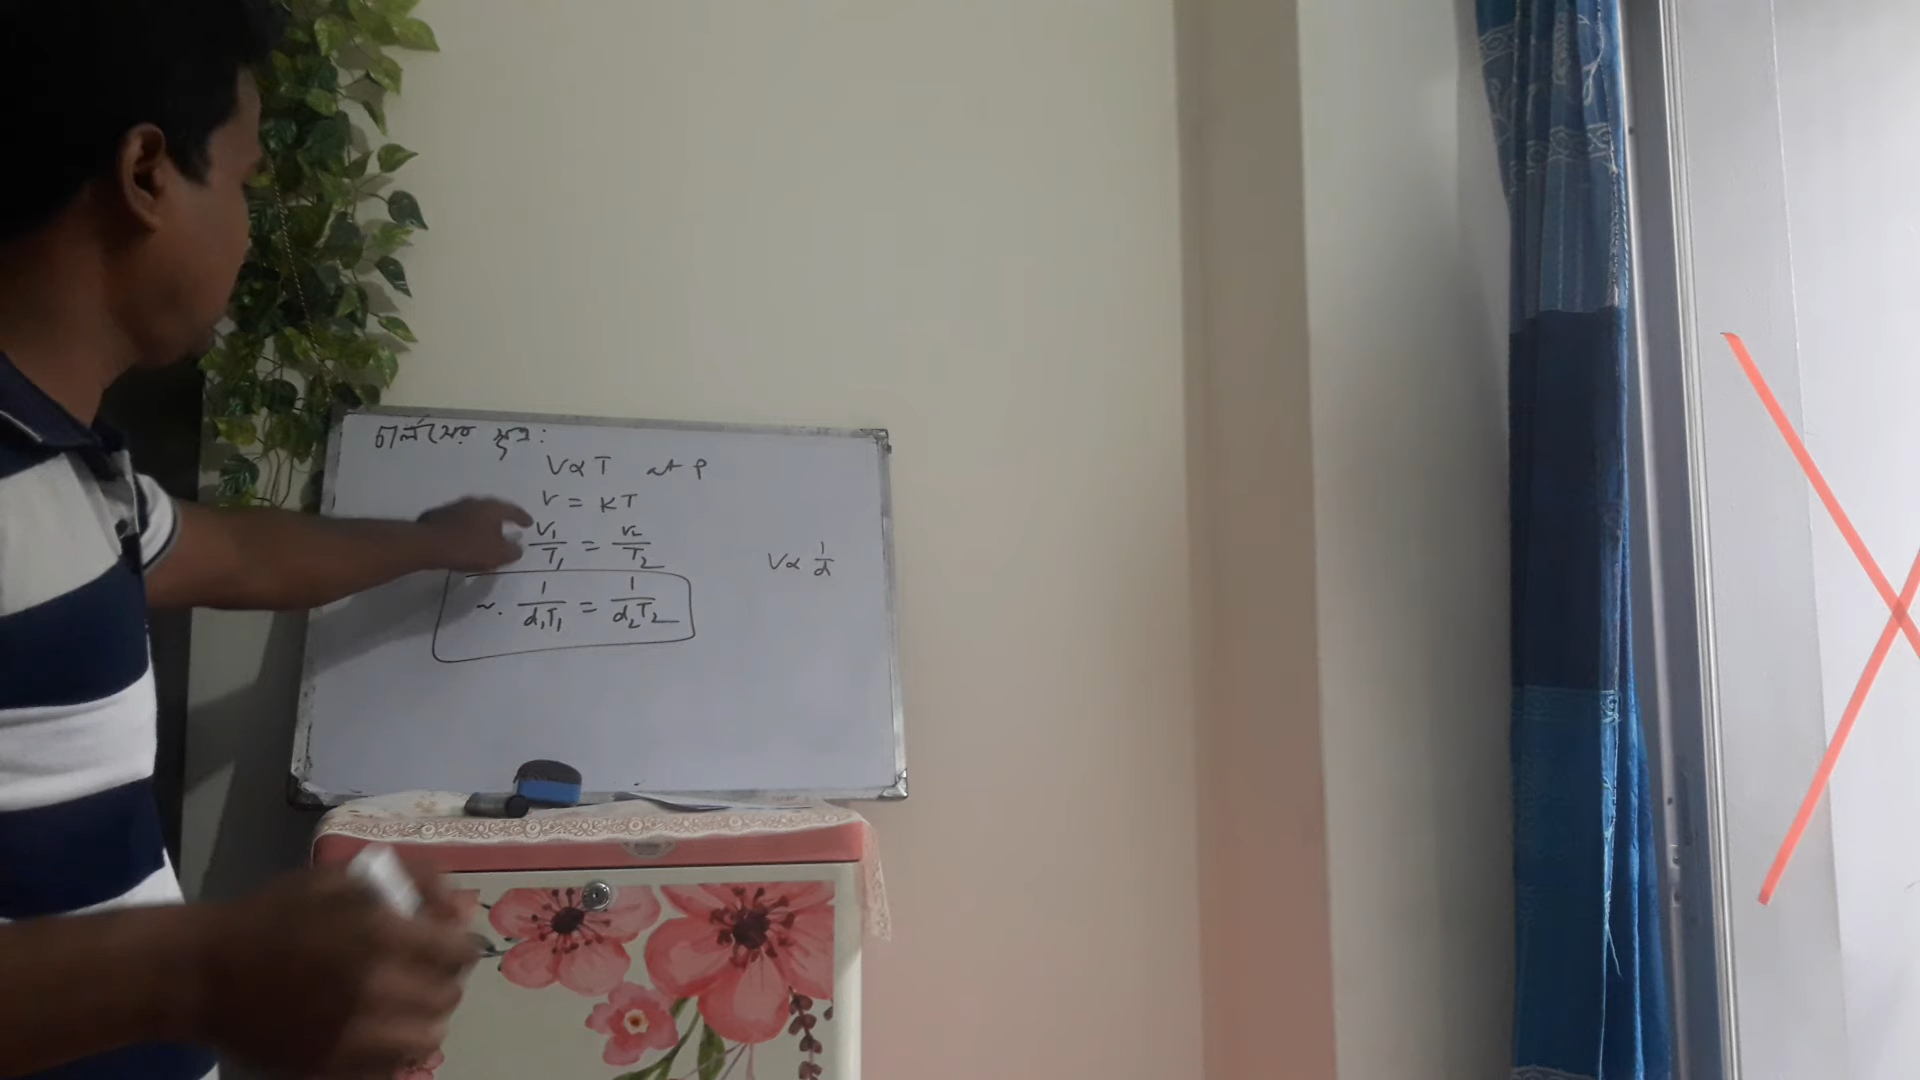 চার্লসের সূত্র:
V ∝ T at P
V = KT
V₁/T₁ = V₂/T₂
V ∝ 1/d
∴ 1/d₁T₁ = 1/d₂T₂